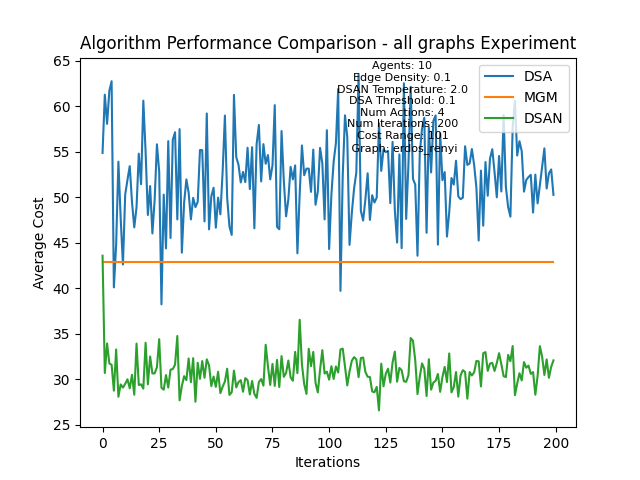 Algorithm Performance Comparison - all graphs Experiment
Agents: 10
Edge Density: 0.1
DSAN Temperature: 2.0
DSA Threshold: 0.1
Num Actions: 4
Num Iterations: 200
Cost Range: 101
Graph: erdos_renyi
DSA
MGM
DSAN
Average Cost
65
60
55
50
45
40
35
30
25
0
25
50
75
100
125
150
175
200
Iterations